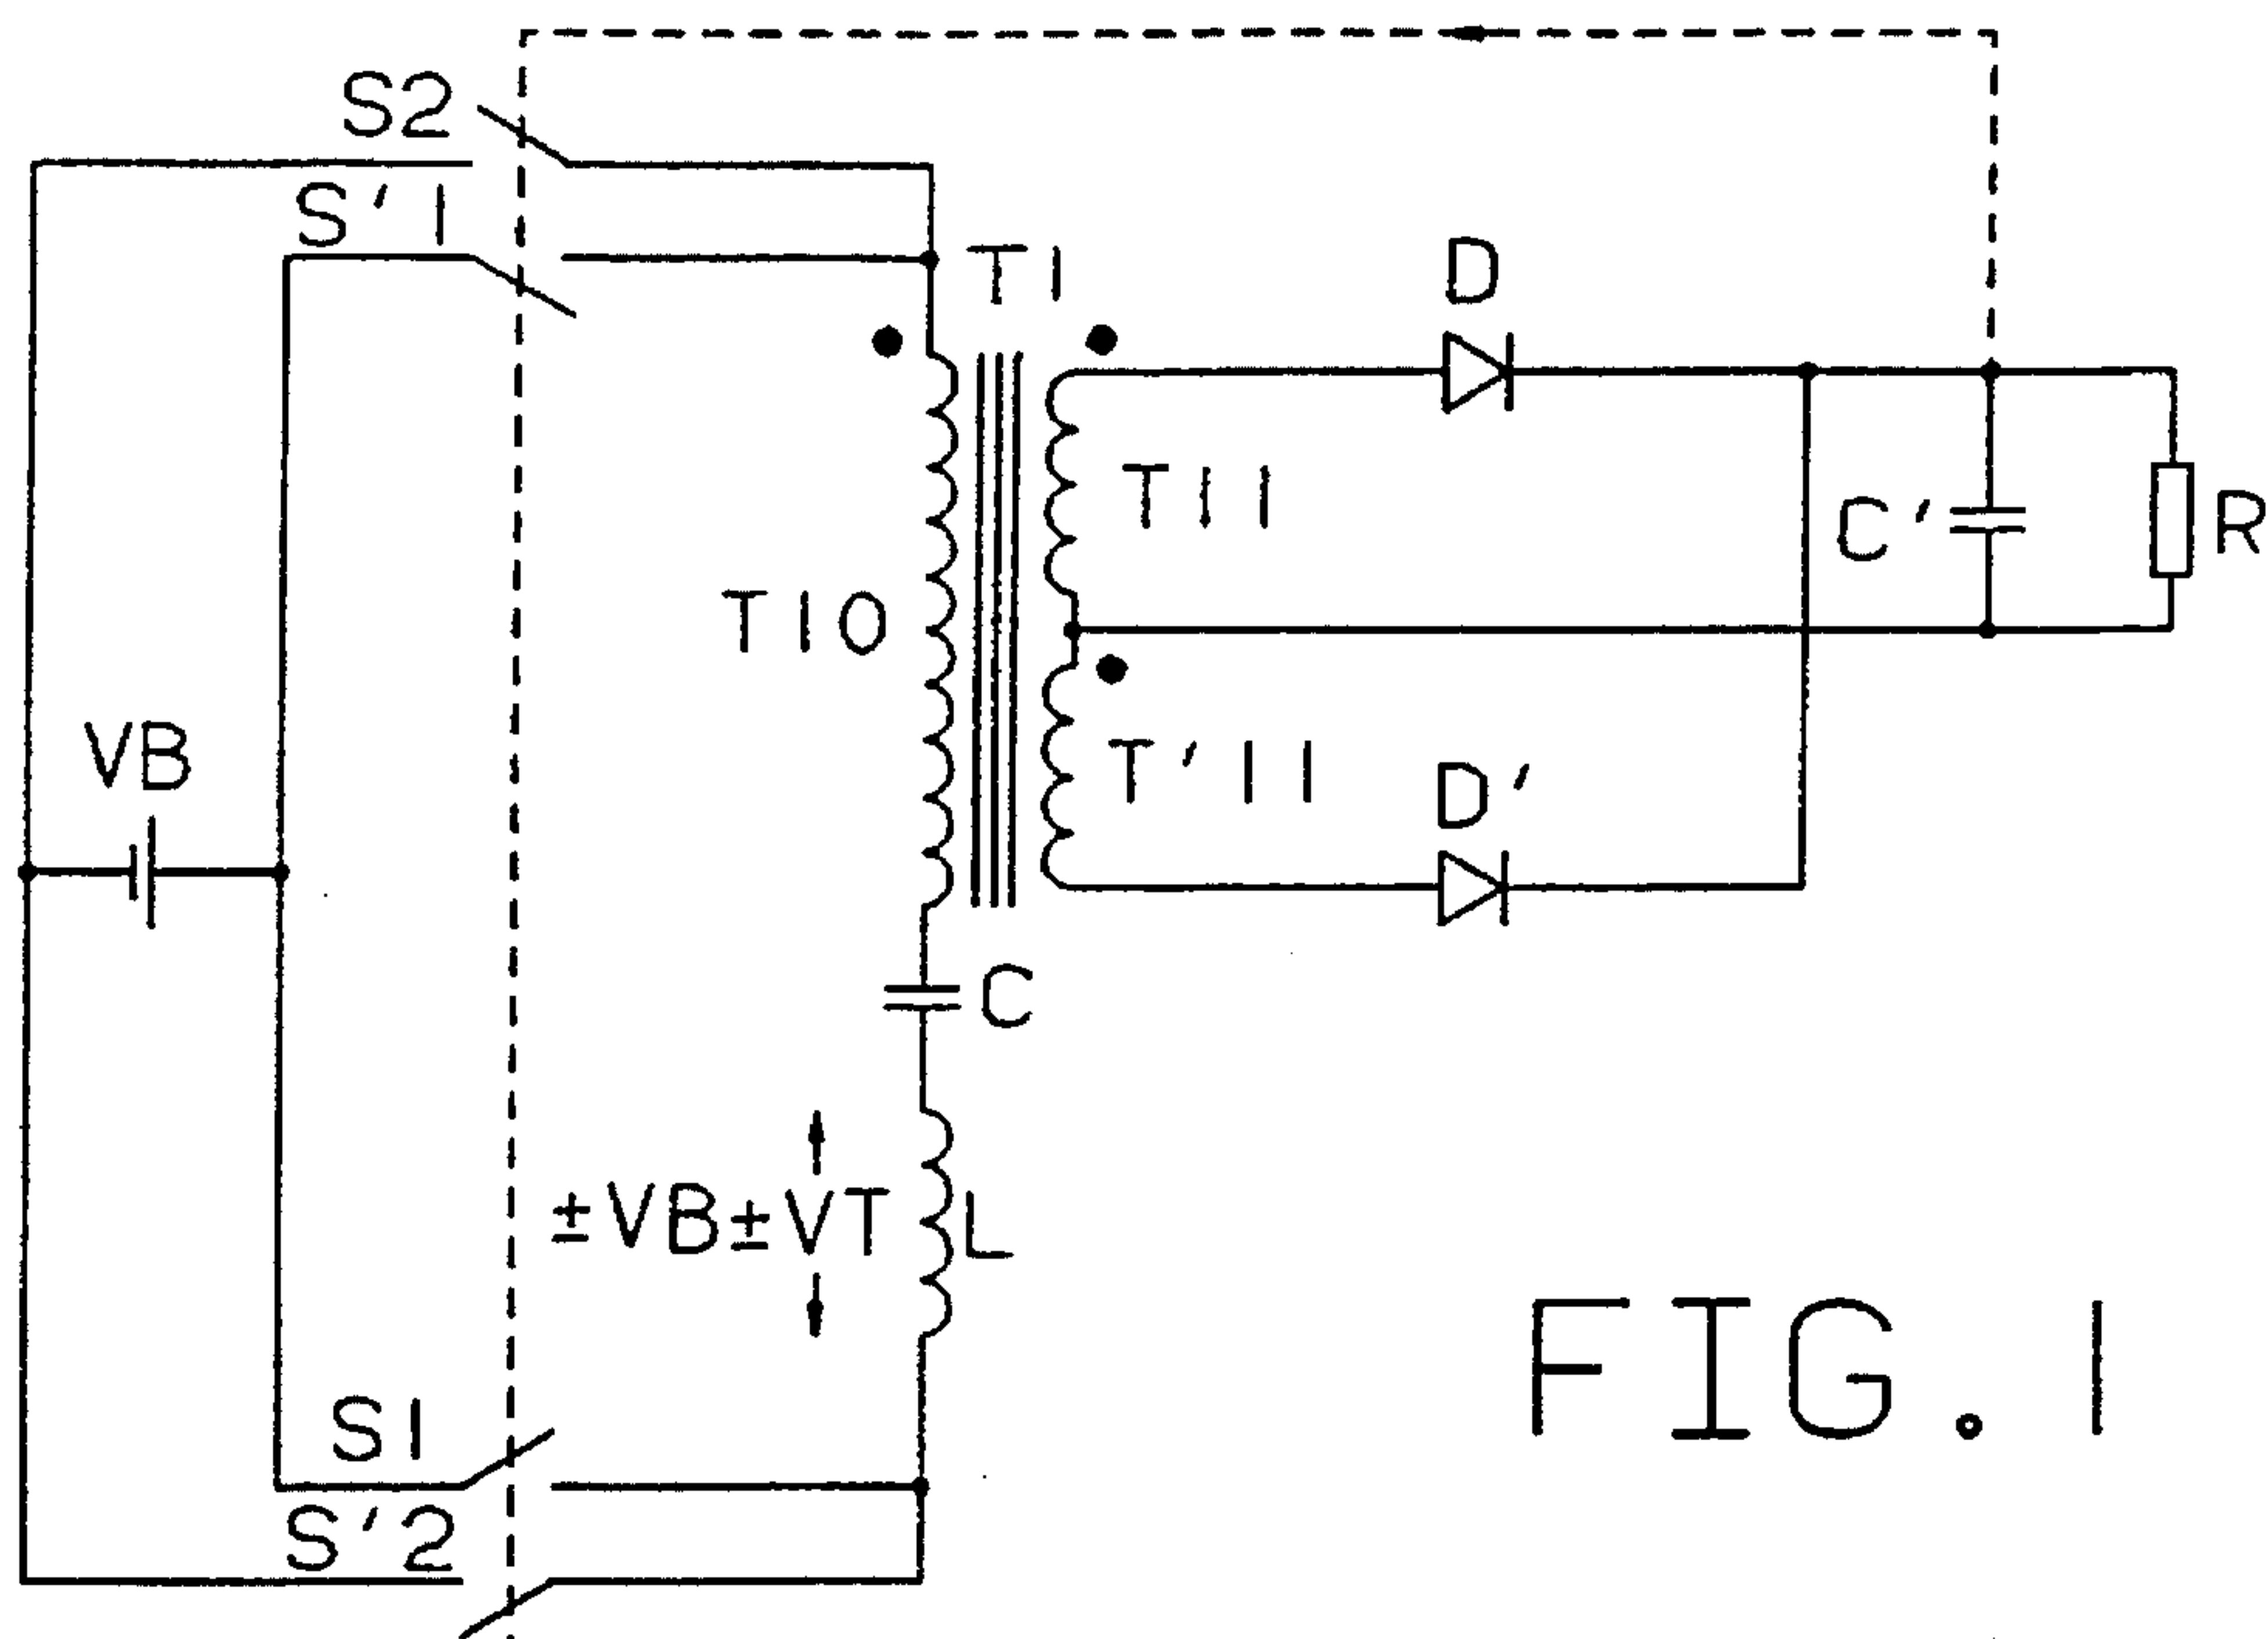 S2
S'1
T1
D
T11
C'
R
T10
VB
T'11
D'
C
±VB±VT
L
S1
S'2
FIG. 1